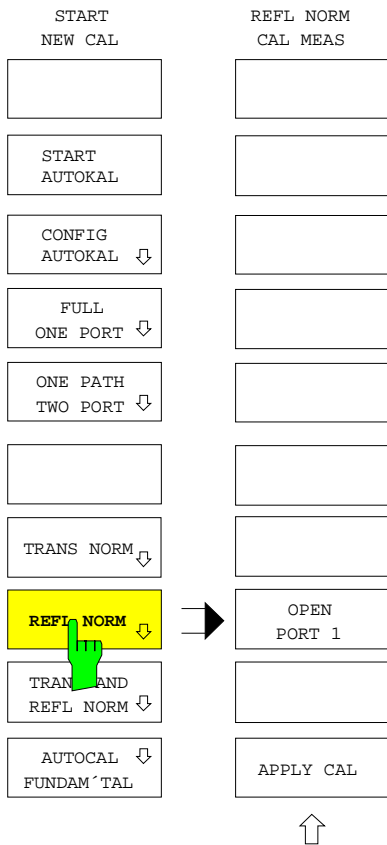 START
NEW CAL
START
AUTOKAL
CONFIG
AUTOKAL
FULL
ONE PORT
ONE PATH
TWO PORT
TRANS NORM
REFL NORM
TRANS AND
REFL NORM
AUTOCAL
FUNDAM´TAL
REFL NORM
CAL MEAS
OPEN
PORT 1
APPLY CAL